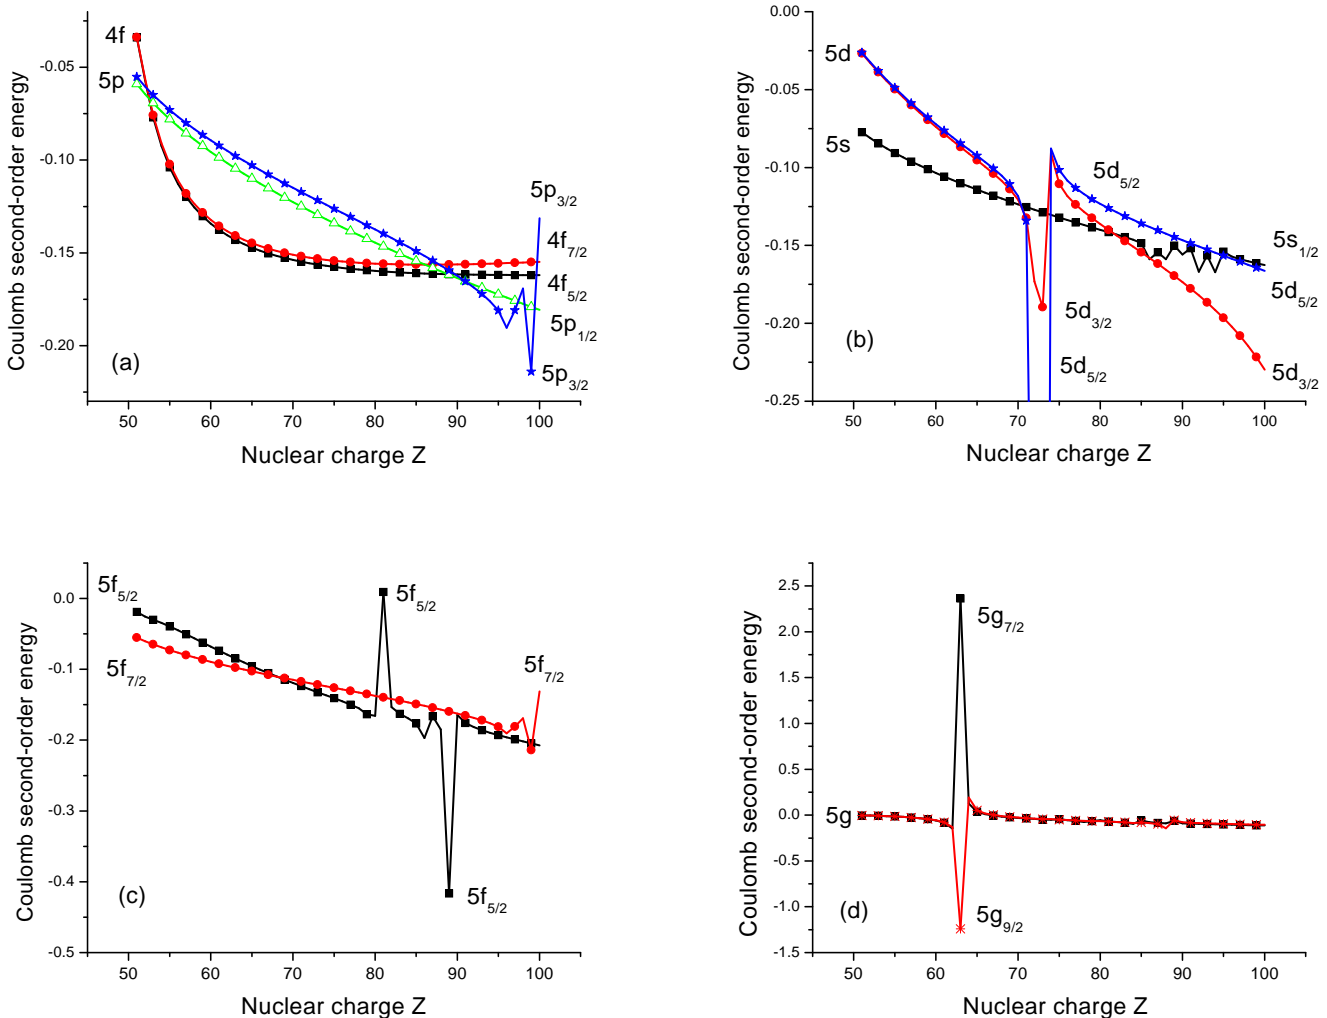 4f
5p
-0.05
-0.10
-0.15
-0.20
Coulomb second-order energy
5p3/2
4f7/2
4f5/2
5p1/2
5p3/2
(a)
50 60 70 80 90 100
Nuclear charge Z
0.00
-0.05
-0.10
-0.15
-0.20
-0.25
Coulomb second-order energy
5d
5s
5d5/2
5s1/2
5d5/2
5d3/2
5d5/2
5d3/2
(b)
50 60 70 80 90 100
Nuclear charge Z
0.0
-0.1
-0.2
-0.3
-0.4
-0.5
Coulomb second-order energy
5f5/2
5f5/2
5f7/2
5f7/2
5f5/2
(c)
50 60 70 80 90 100
Nuclear charge Z
2.5
2.0
1.5
1.0
0.5
0.0
-0.5
-1.0
-1.5
Coulomb second-order energy
5g7/2
5g
5g9/2
(d)
50 60 70 80 90 100
Nuclear charge Z